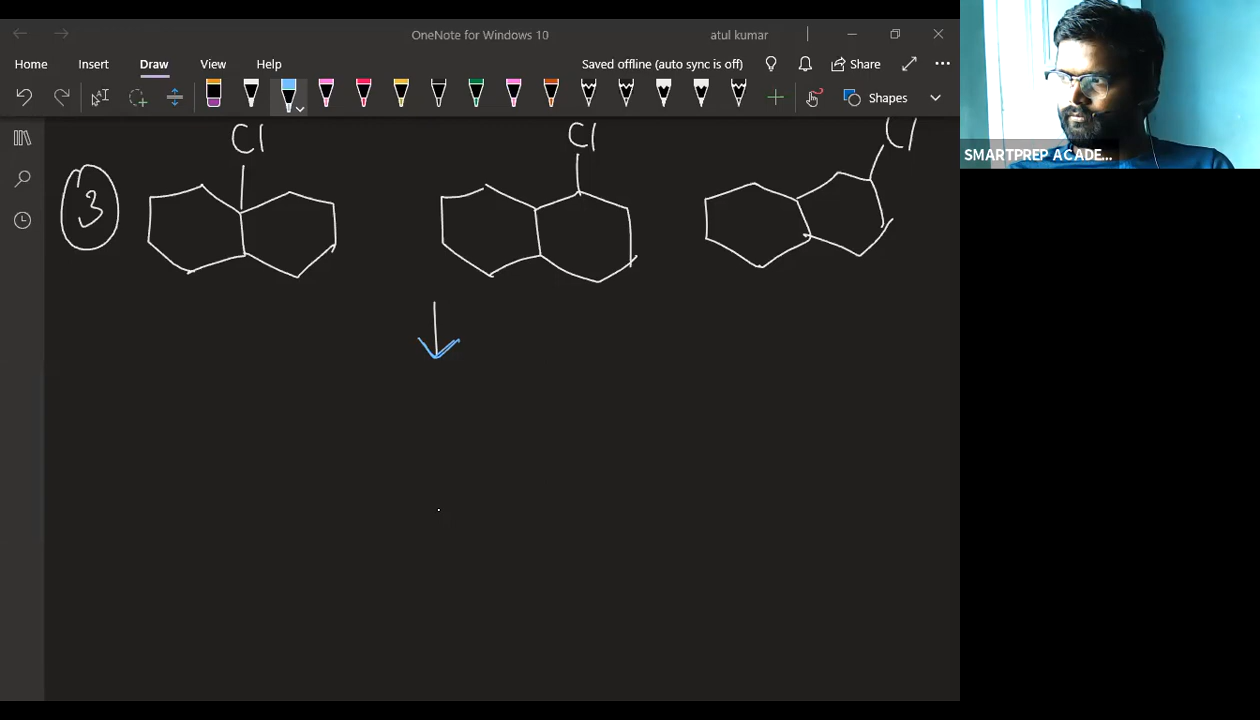 OneNote for Windows 10
atul kumar
Home Insert Draw View Help
Saved offline (auto sync is off)
Share
Shapes
SMARTPREP ACADE...
Cl Cl Cl
3